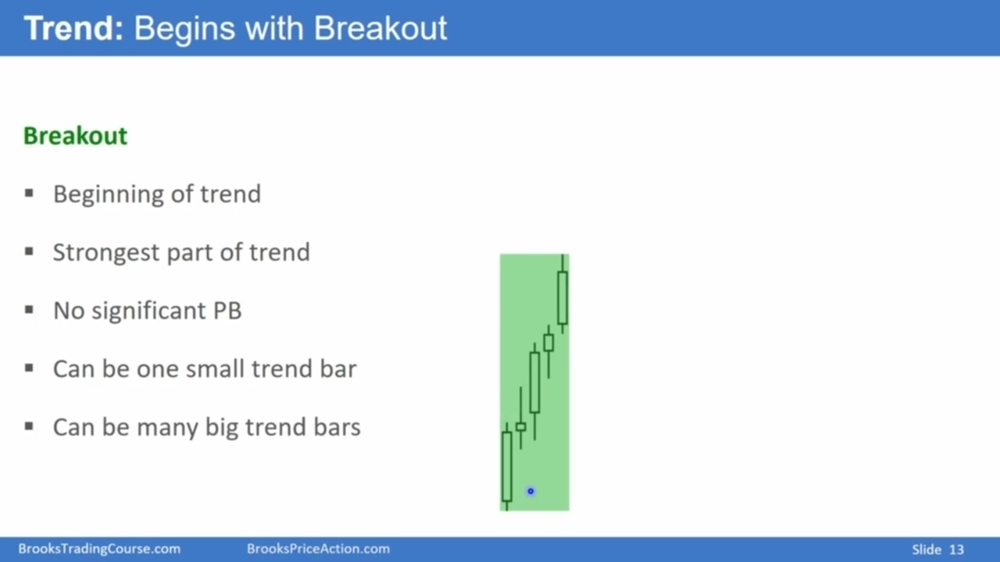 Trend: Begins with Breakout
Breakout
▪ Beginning of trend
▪ Strongest part of trend
▪ No significant PB
▪ Can be one small trend bar
▪ Can be many big trend bars
BrooksTradingCourse.com BrooksPriceAction.com Slide 13